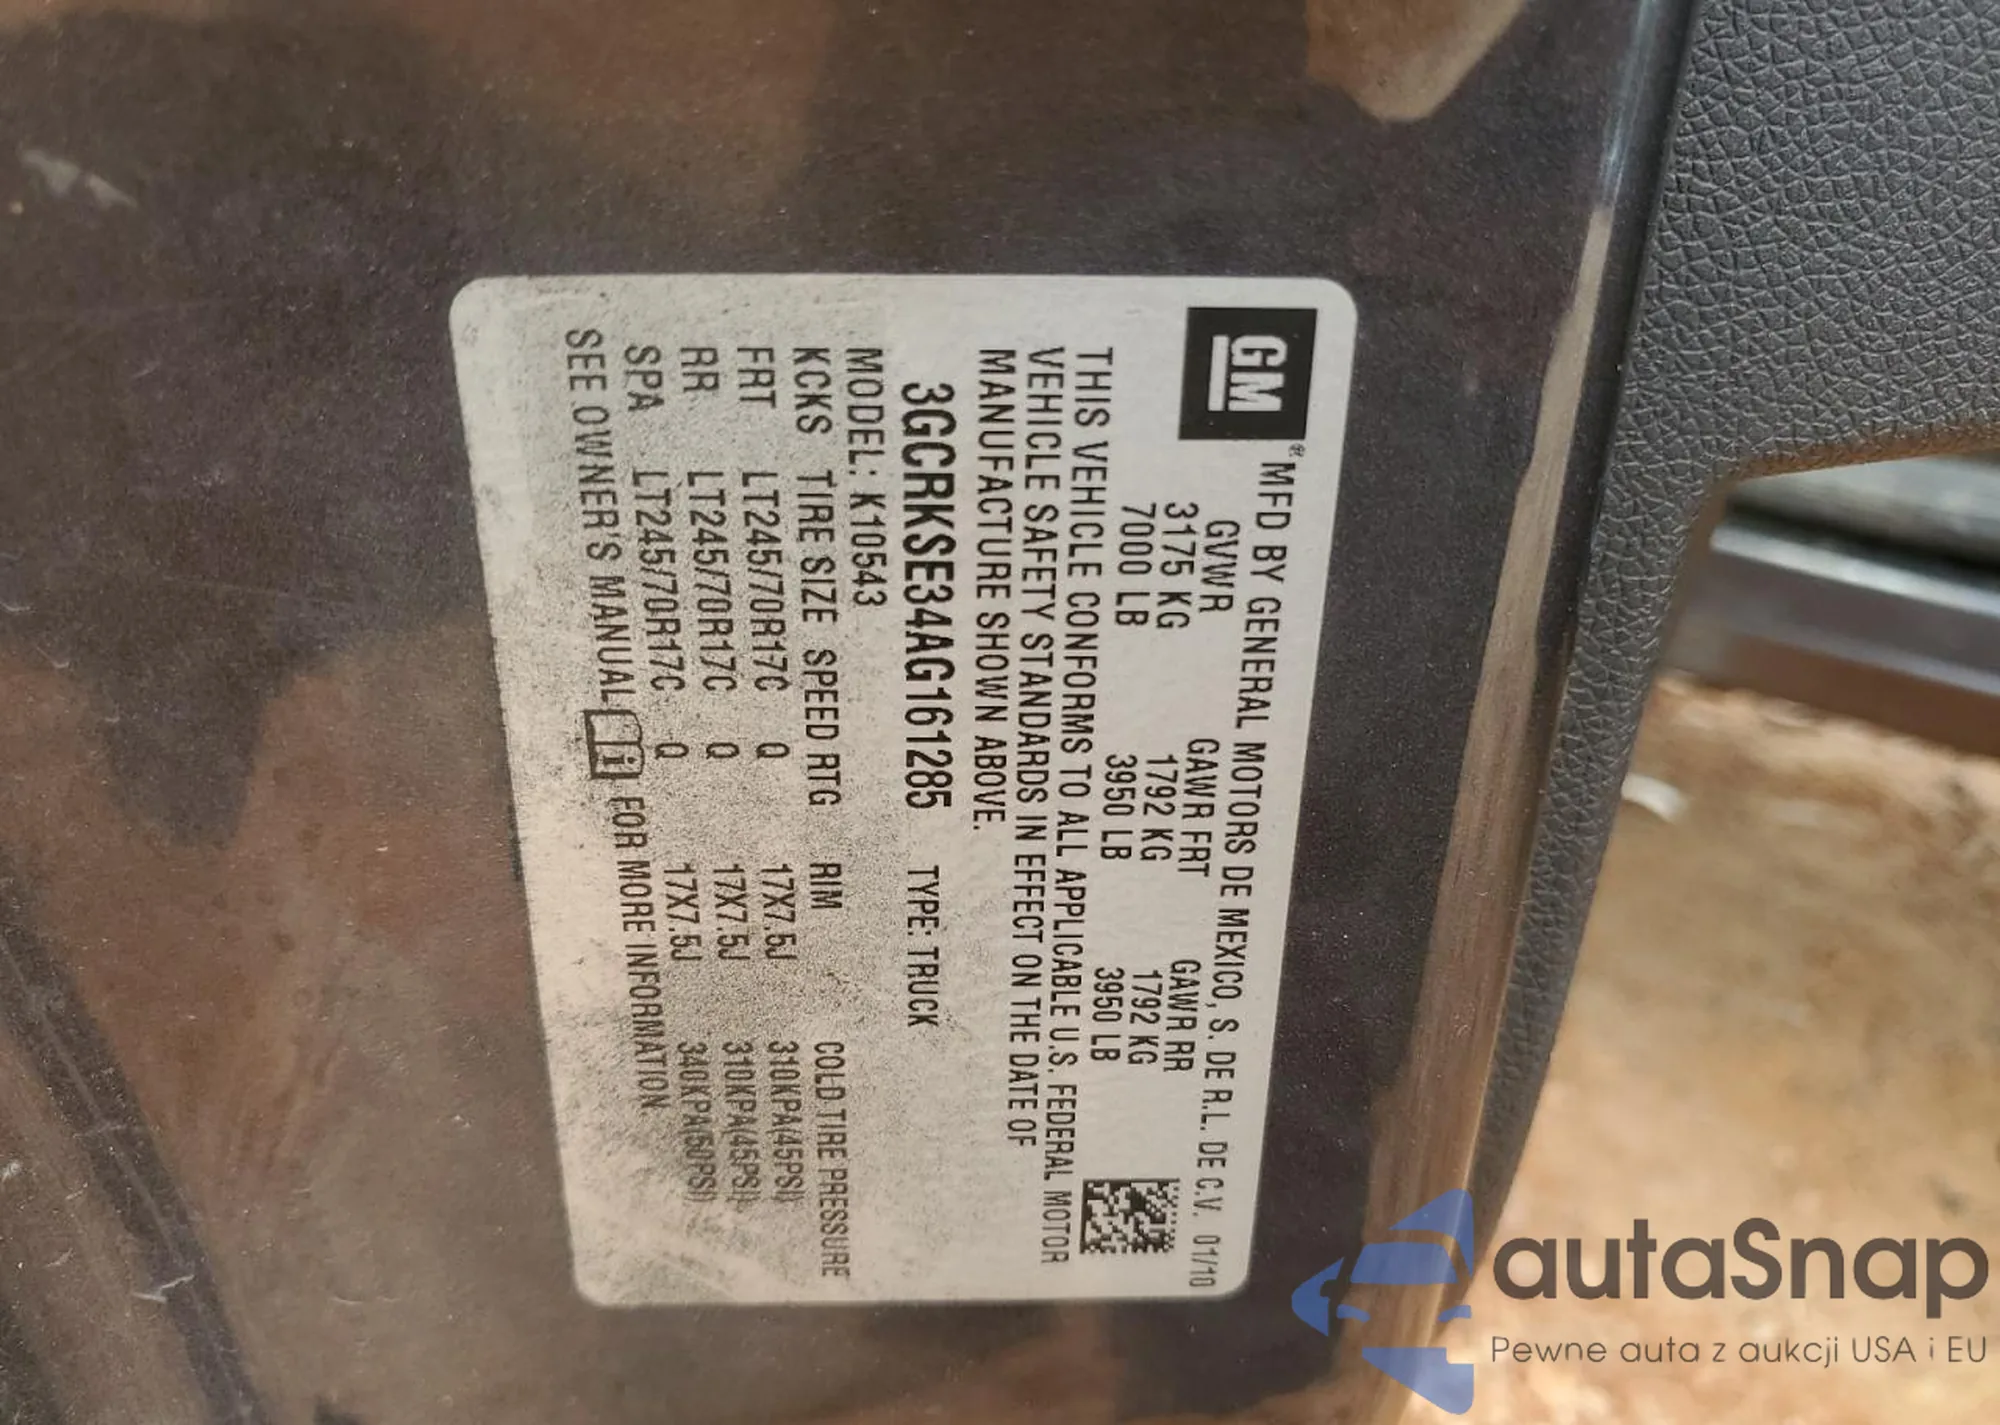 GM® MFD BY GENERAL MOTORS DE MEXICO, S. DE R.L. DE C.V. 01/10
GVWR GAWR FRT GAWR RR
3175 KG 1792 KG 1792 KG
7000 LB 3950 LB 3950 LB
THIS VEHICLE CONFORMS TO ALL APPLICABLE U.S. FEDERAL MOTOR
VEHICLE SAFETY STANDARDS IN EFFECT ON THE DATE OF
MANUFACTURE SHOWN ABOVE.
3GCRKSE34AG161285 TYPE: TRUCK
MODEL: K10543
KCKS TIRE SIZE SPEED RTG RIM COLD TIRE PRESSURE
FRT LT245/70R17C Q 17X7.5J 310KPA(45PSI)
RR LT245/70R17C Q 17X7.5J 310KPA(45PSI)
SPA LT245/70R17C Q 17X7.5J 340KPA(50PSI)
SEE OWNER'S MANUAL i FOR MORE INFORMATION
autaSnap
Pewne auta z aukcji USA i EU